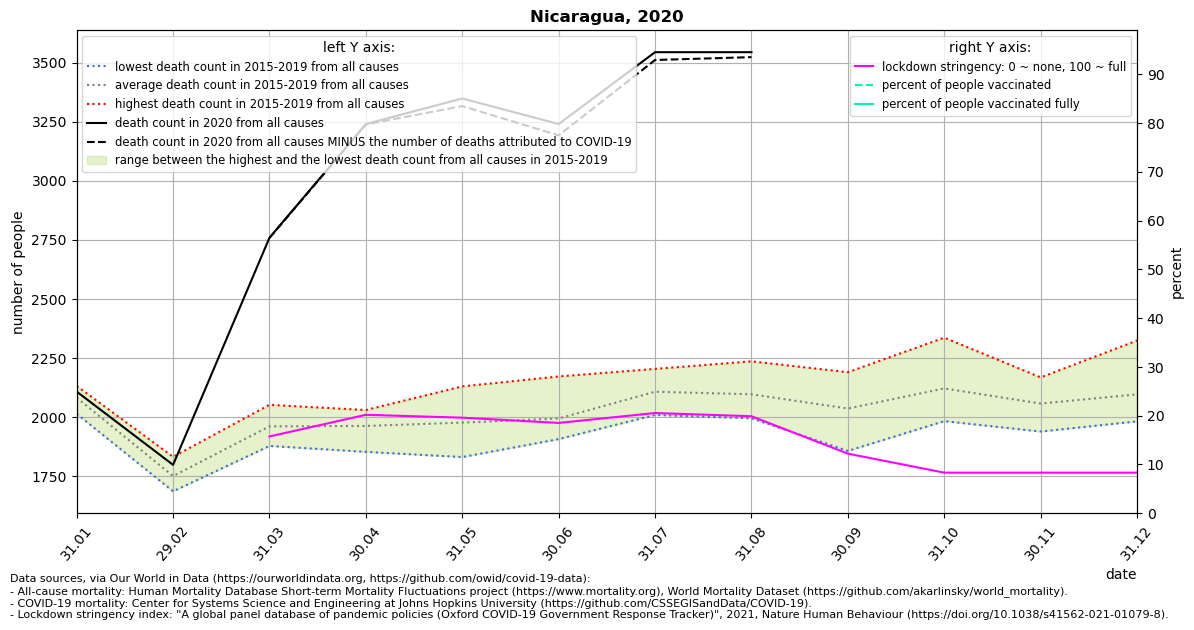 Nicaragua, 2020
left Y axis:
lowest death count in 2015-2019 from all causes
average death count in 2015-2019 from all causes
highest death count in 2015-2019 from all causes
death count in 2020 from all causes
death count in 2020 from all causes MINUS the number of deaths attributed to COVID-19
range between the highest and the lowest death count from all causes in 2015-2019
right Y axis:
lockdown stringency: 0 ~ none, 100 ~ full
percent of people vaccinated
percent of people vaccinated fully
number of people
3500
3250
3000
2750
2500
2250
2000
1750
percent
90
80
70
60
50
40
30
20
10
0
31.01
29.02
31.03
30.04
31.05
30.06
31.07
31.08
30.09
31.10
30.11
31.12
date
Data sources, via Our World in Data (https://ourworldindata.org, https://github.com/owid/covid-19-data):
- All-cause mortality: Human Mortality Database Short-term Mortality Fluctuations project (https://www.mortality.org), World Mortality Dataset (https://github.com/akarlinsky/world_mortality).
- COVID-19 mortality: Center for Systems Science and Engineering at Johns Hopkins University (https://github.com/CSSEGISandData/COVID-19).
- Lockdown stringency index: "A global panel database of pandemic policies (Oxford COVID-19 Government Response Tracker)", 2021, Nature Human Behaviour (https://doi.org/10.1038/s41562-021-01079-8).